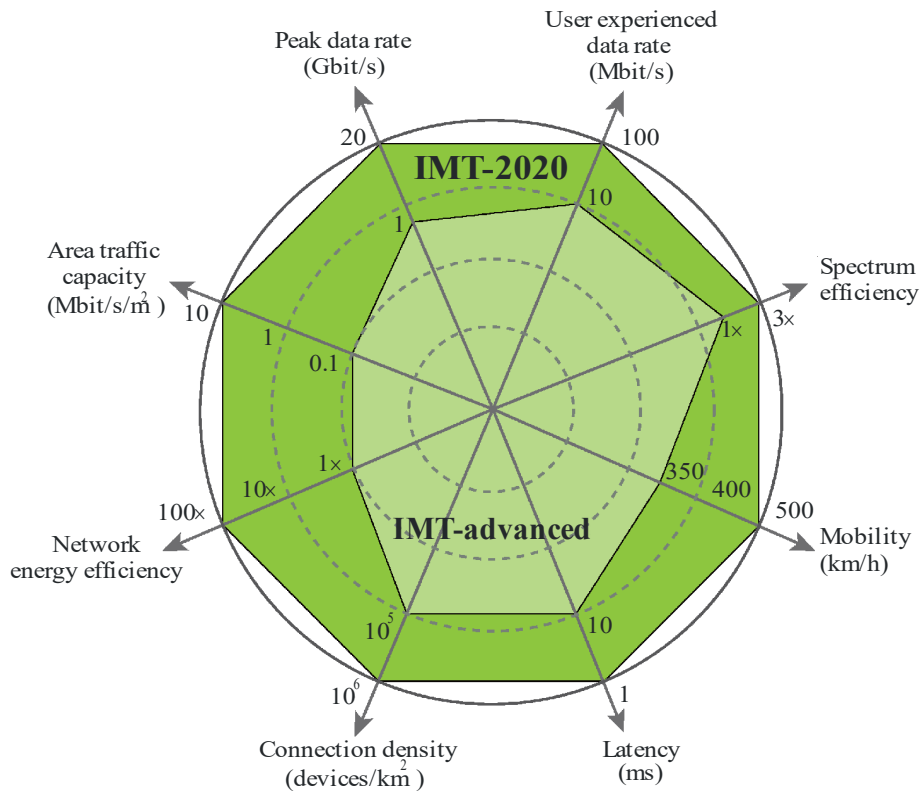 Peak data rate
(Gbit/s)
User experienced
data rate
(Mbit/s)
20
100
IMT-2020
1
10
Area traffic
capacity
(Mbit/s/m²)
Spectrum
efficiency
10
1
0.1
1×
3×
1×
10×
100×
350
400
500
Network
energy efficiency
IMT-advanced
Mobility
(km/h)
10⁵
10
10⁶
1
Connection density
(devices/km²)
Latency
(ms)